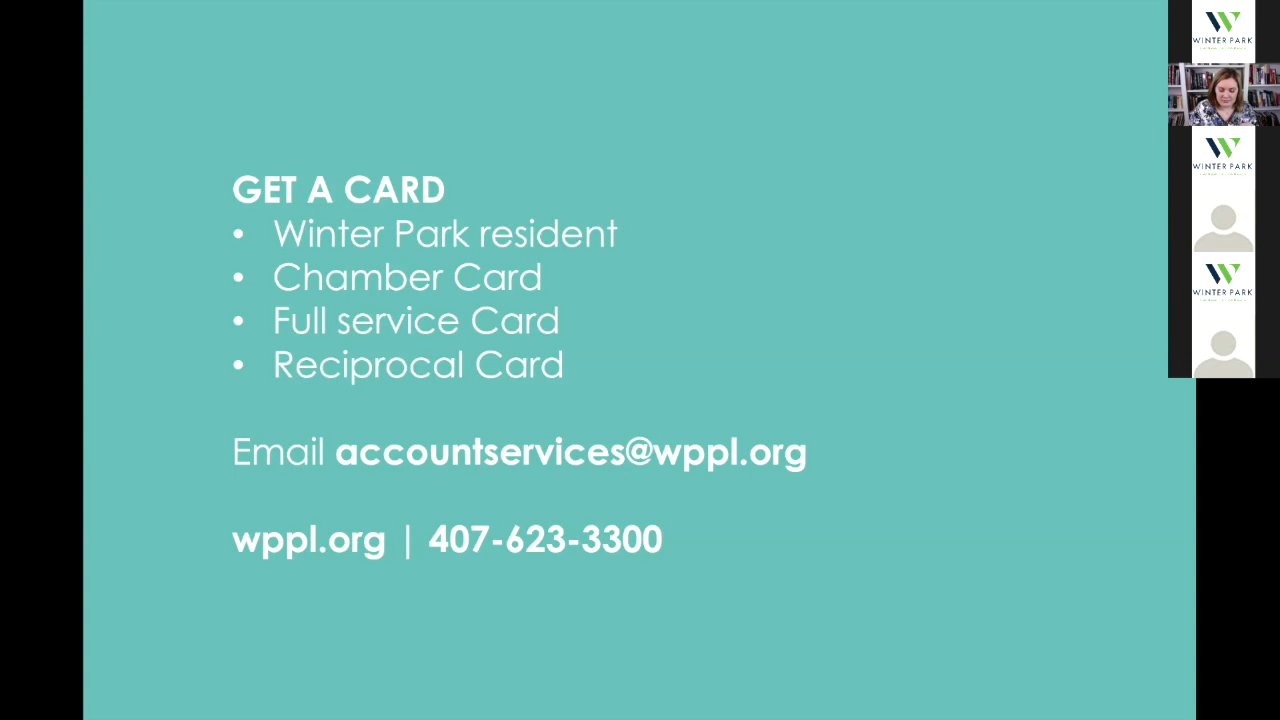 GET A CARD
• Winter Park resident
• Chamber Card
• Full service Card
• Reciprocal Card
Email accountservices@wppl.org
wppl.org | 407-623-3300
WINTER PARK
WINTER PARK
WINTER PARK